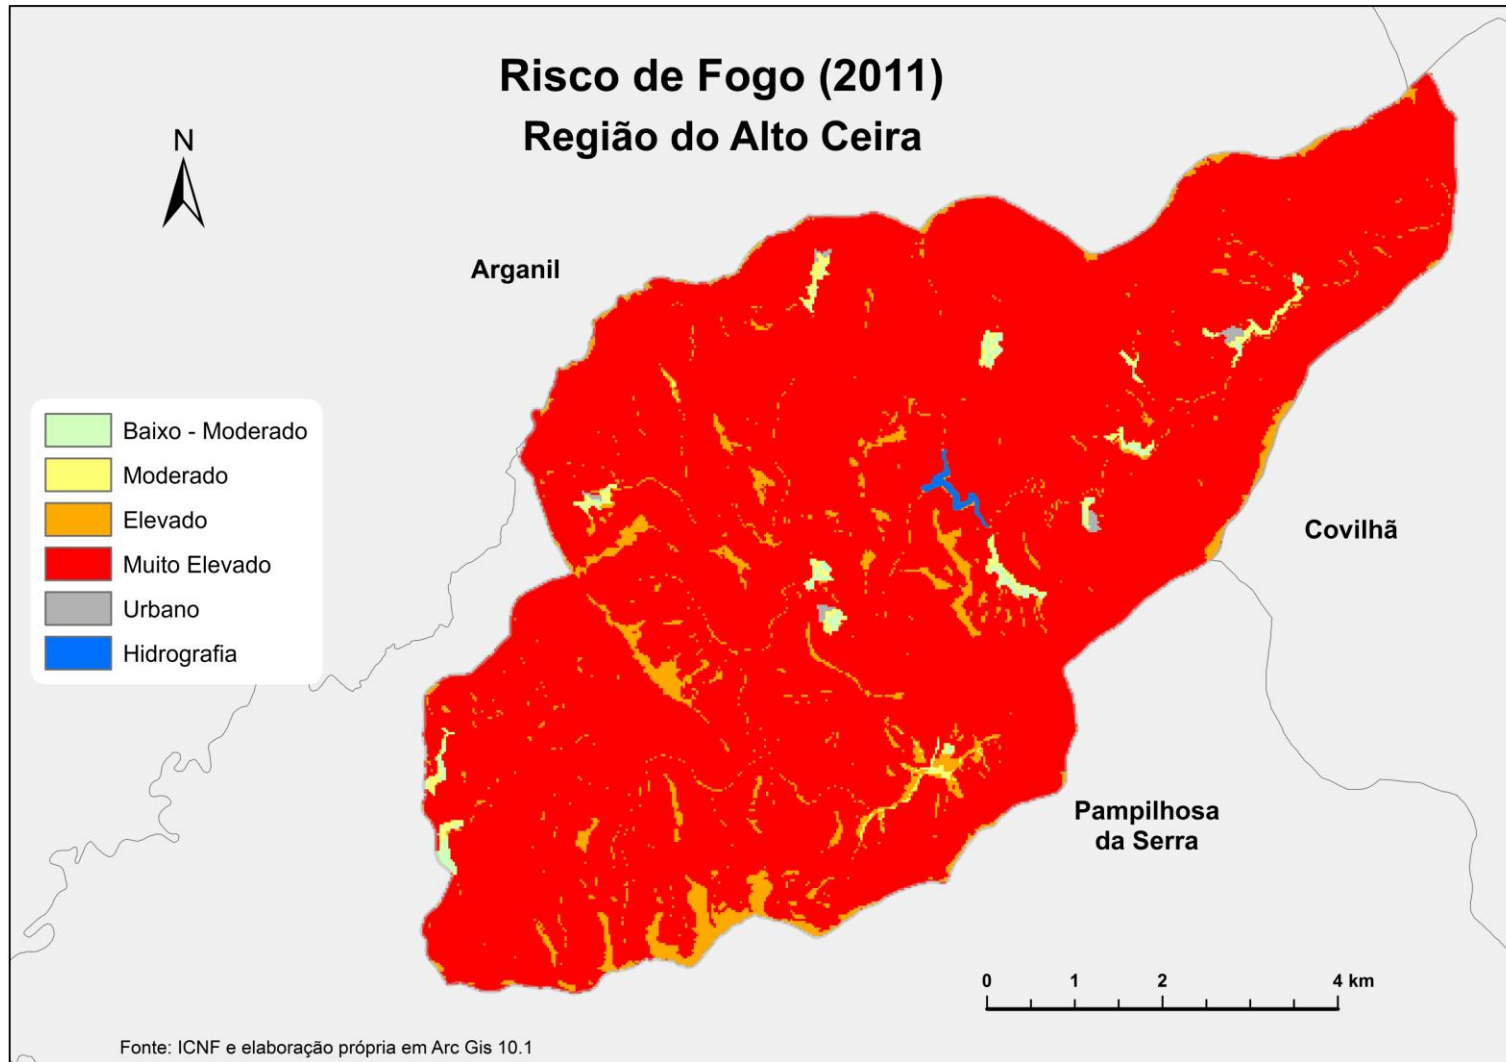 Risco de Fogo (2011)
Região do Alto Ceira
N
Arganil
Baixo - Moderado
Moderado
Elevado
Muito Elevado
Urbano
Hidrografia
Covilhã
Pampilhosa
da Serra
0 1 2 4 km
Fonte: ICNF e elaboração própria em Arc Gis 10.1